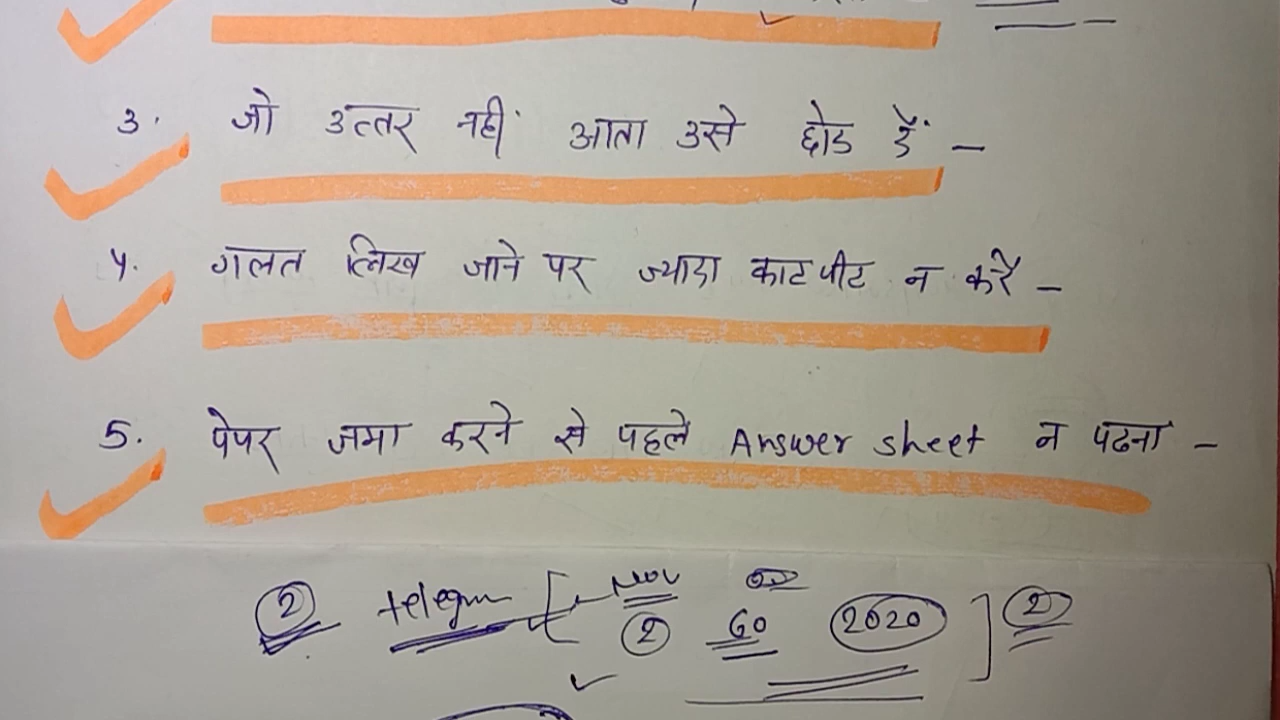 3. जो उत्तर नहीं आता उसे छोड दें -
4. गलत लिख जाने पर ज्यादा काटपीट न करें -
5. पेपर जमा करने से पहले Answer sheet न पढना -
2 telegram [ Nov
2 60 2020 ] 2